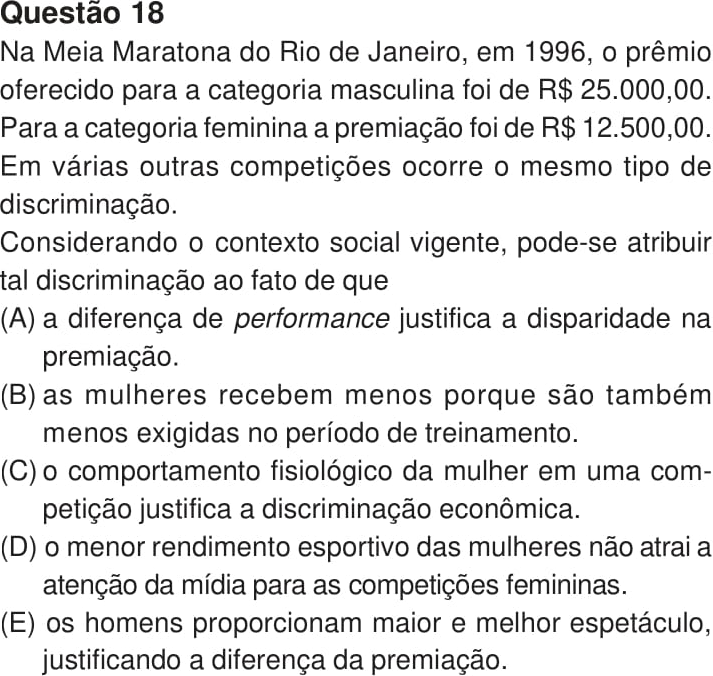 Questão 18
Na Meia Maratona do Rio de Janeiro, em 1996, o prêmio
oferecido para a categoria masculina foi de R$ 25.000,00.
Para a categoria feminina a premiação foi de R$ 12.500,00.
Em várias outras competições ocorre o mesmo tipo de
discriminação.
Considerando o contexto social vigente, pode-se atribuir
tal discriminação ao fato de que
(A) a diferença de performance justifica a disparidade na
premiação.
(B) as mulheres recebem menos porque são também
menos exigidas no período de treinamento.
(C) o comportamento fisiológico da mulher em uma com-
petição justifica a discriminação econômica.
(D) o menor rendimento esportivo das mulheres não atrai a
atenção da mídia para as competições femininas.
(E) os homens proporcionam maior e melhor espetáculo,
justificando a diferença da premiação.